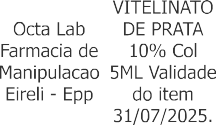 Octa Lab
Farmacia de
Manipulacao
Eireli - Epp
VITELINATO
DE PRATA
10% Col
5ML Validade
do item
31/07/2025.